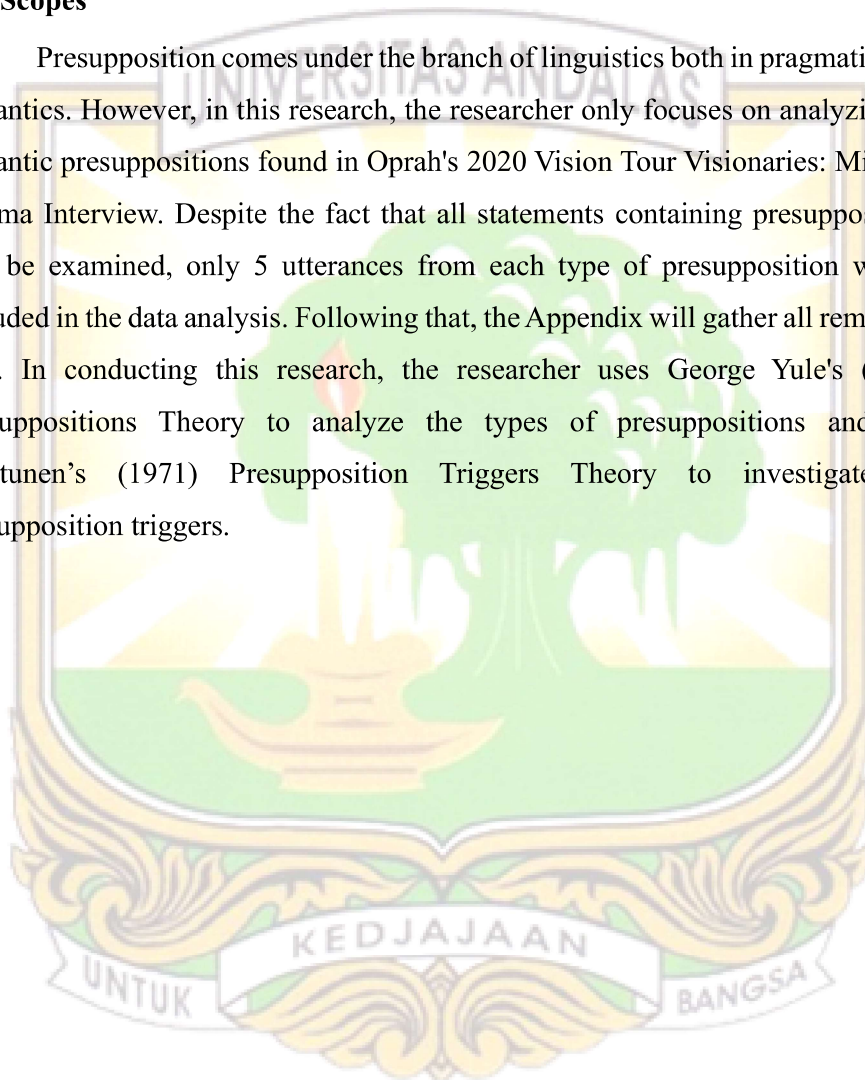 Scopes
Presupposition comes under the branch of linguistics both in pragmati
antics. However, in this research, the researcher only focuses on analyzi
antic presuppositions found in Oprah's 2020 Vision Tour Visionaries: Mi
ma Interview. Despite the fact that all statements containing presuppos
be examined, only 5 utterances from each type of presupposition w
uded in the data analysis. Following that, the Appendix will gather all rem
. In conducting this research, the researcher uses George Yule's (
uppositions Theory to analyze the types of presuppositions and
tunen’s (1971) Presupposition Triggers Theory to investigate
upposition triggers.
UNIVERSITAS ANDALAS
UNTUK KEDJAJAAN BANGSA